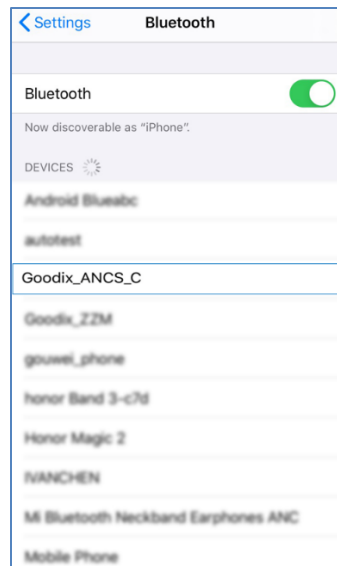 Settings
Bluetooth
Bluetooth
Now discoverable as “iPhone”.
DEVICES
Android Blueabc
autotest
Goodix_ANCS_C
Goodix_ZZM
gouwei_phone
honor Band 3-c7d
Honor Magic 2
IVANCHEN
Mi Bluetooth Neckband Earphones ANC
Mobile Phone